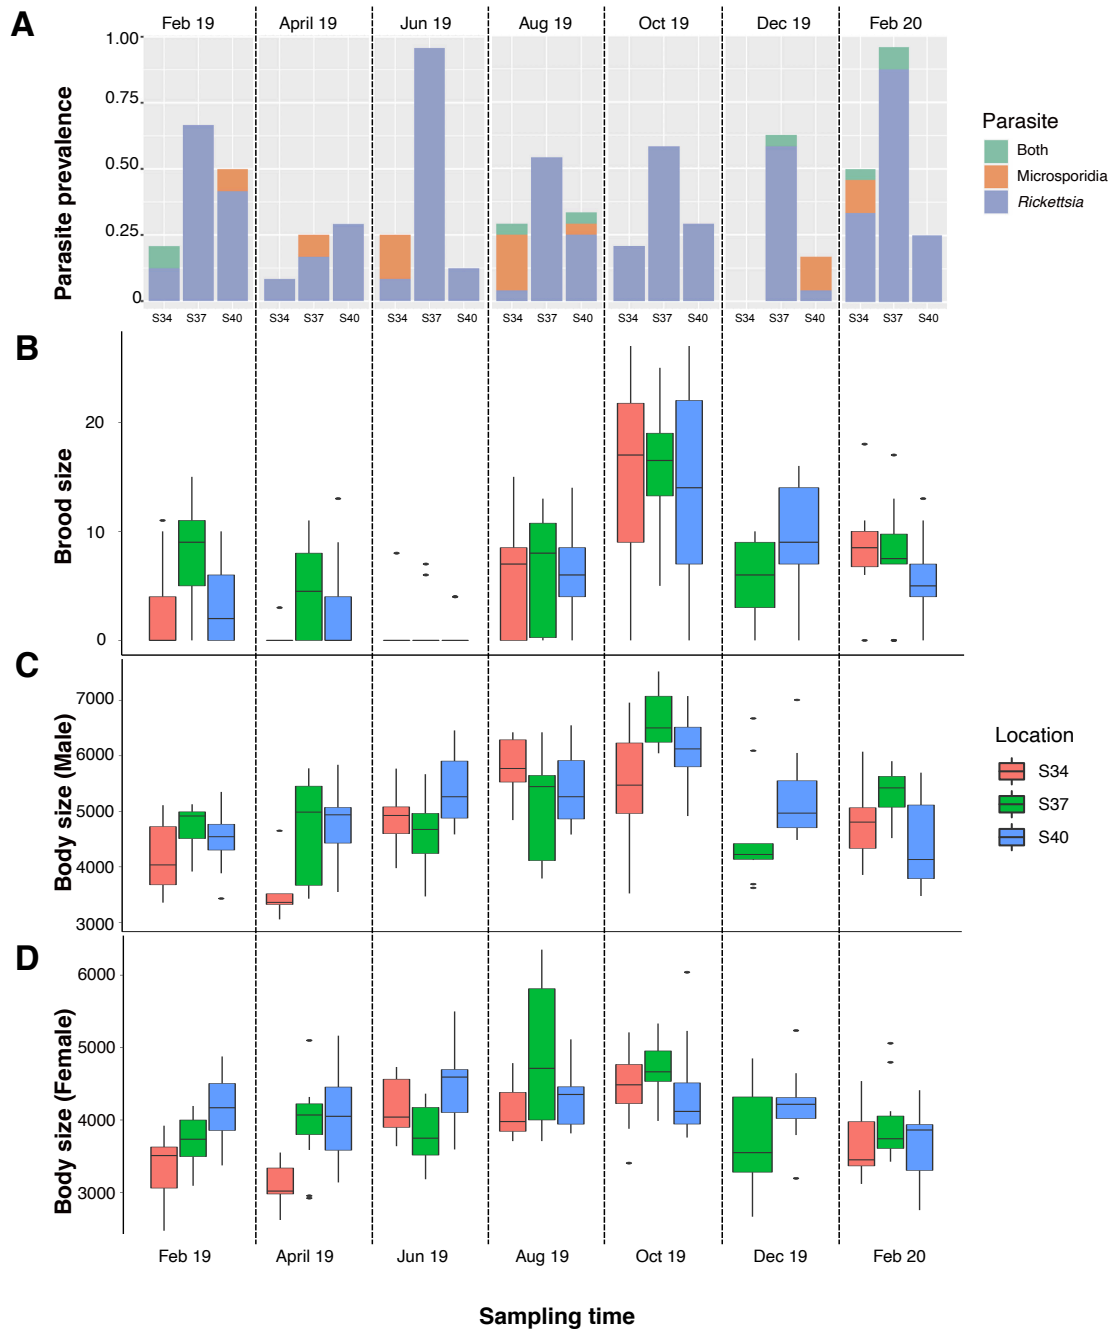 A
Feb 19 April 19 Jun 19 Aug 19 Oct 19 Dec 19 Feb 20
Parasite prevalence
1.00
0.75
0.50
0.25
0
S34 S37 S40 S34 S37 S40 S34 S37 S40 S34 S37 S40 S34 S37 S40 S34 S37 S40 S34 S37 S40
Parasite
Both
Microsporidia
Rickettsia
B
Brood size
20
10
0
C
Body size (Male)
7000
6000
5000
4000
3000
Location
S34
S37
S40
D
Body size (Female)
6000
5000
4000
3000
Feb 19 April 19 Jun 19 Aug 19 Oct 19 Dec 19 Feb 20
Sampling time